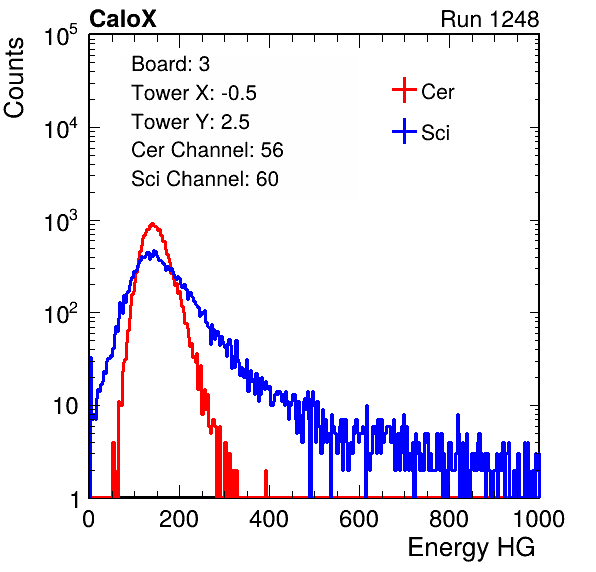 CaloX Run 1248
Counts
Board: 3
Tower X: -0.5
Tower Y: 2.5
Cer Channel: 56
Sci Channel: 60
Cer
Sci
10^5
10^4
10^3
10^2
10
1
0 200 400 600 800 1000
Energy HG